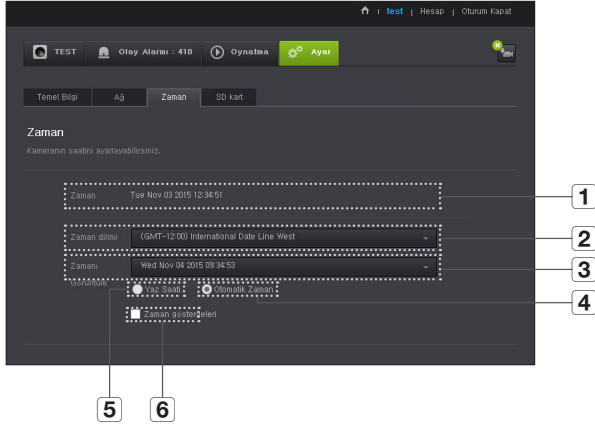 test | Hesap | Oturum Kapat
TEST Olay Alarmı : 410 Oynatma Ayar
N
Temel Bilgi Ağ Zaman SD kart
Zaman
Kameranın saatini ayarlayabilirsiniz.
Zaman Tue Nov 03 2015 12:34:51
1
Zaman dilimi (GMT-12:00) International Date Line West
2
Zamanı Görüntüle Wed Nov 04 2015 09:34:53
3
Yaz Saati Otomatik Zaman
4
Zaman göstergeleri
5 6